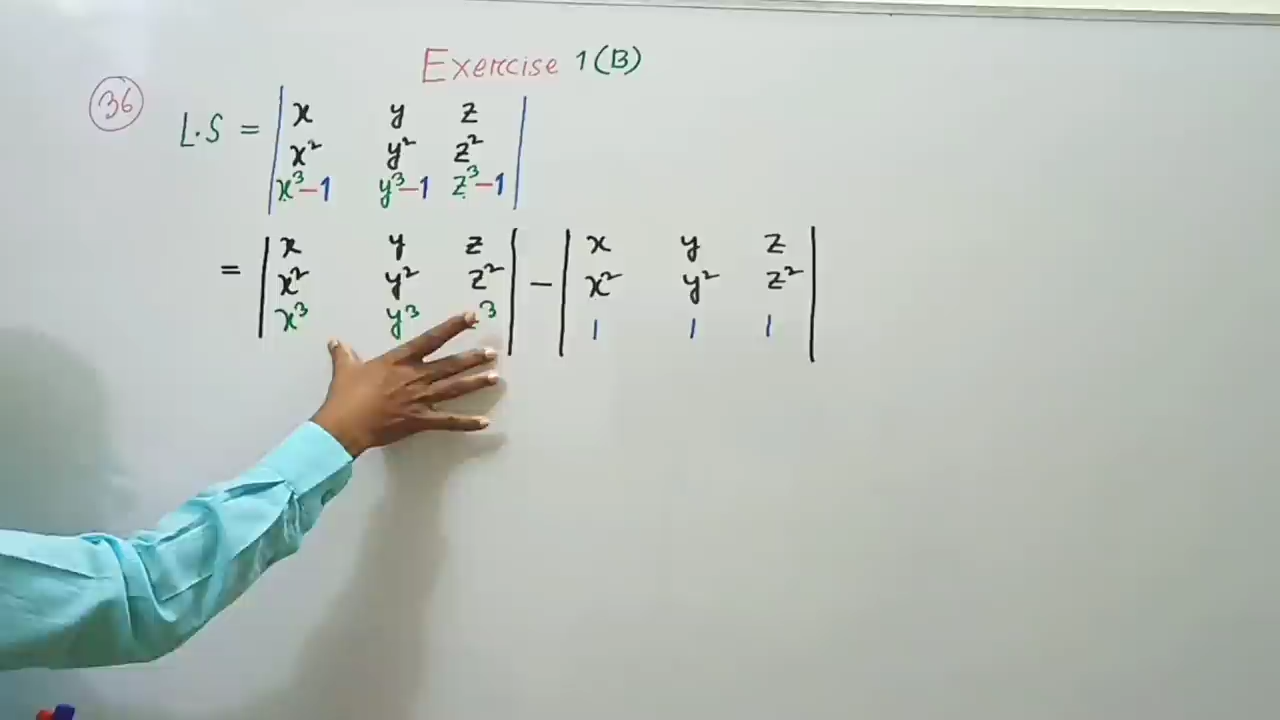 Exercise 1(B)
36 L.S = | x y z |
| x² y² z² |
| x³-1 y³-1 z³-1 |
= | x y z | - | x y z |
| x² y² z² | | x² y² z² |
| x³ y³ ³ | | 1 1 1 |